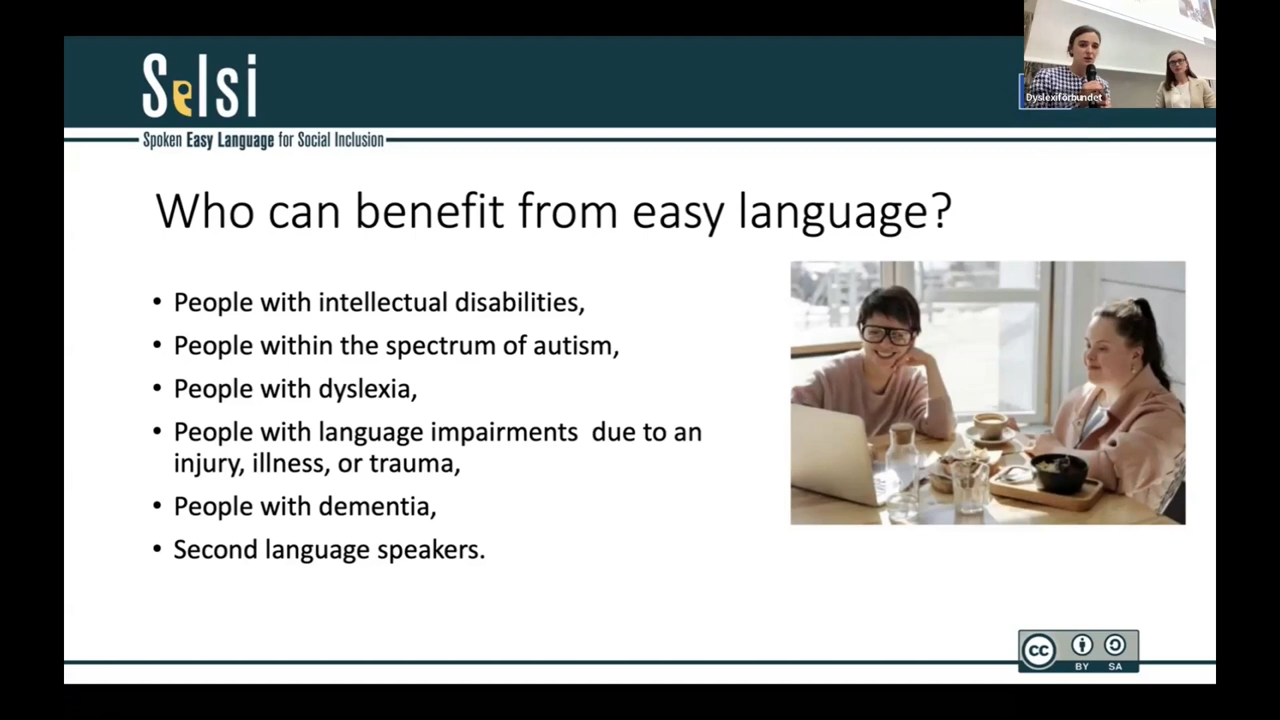 Selsi
Spoken Easy Language for Social Inclusion
Dyslexiförbundet
Who can benefit from easy language?
• People with intellectual disabilities,
• People within the spectrum of autism,
• People with dyslexia,
• People with language impairments  due to an
injury, illness, or trauma,
• People with dementia,
• Second language speakers.
CC
BY SA